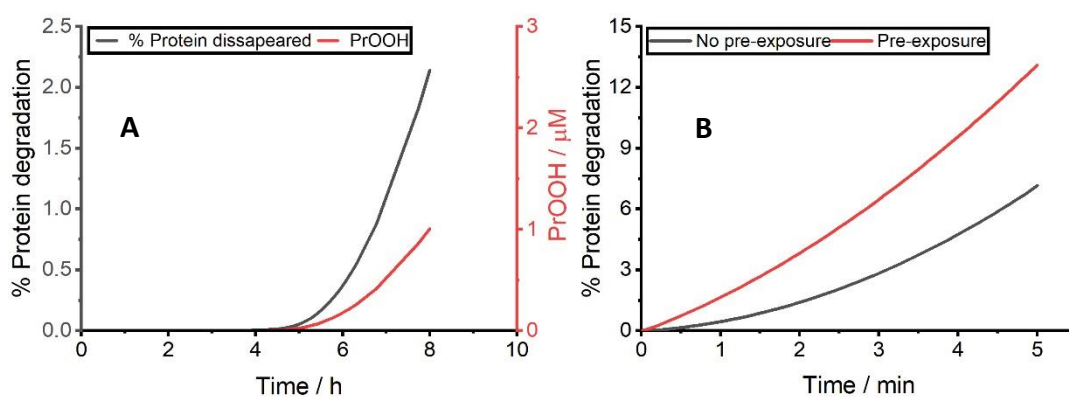 % Protein dissapeared PrOOH
A
% Protein degradation
2.5
2.0
1.5
1.0
0.5
0.0
3
2
1
0
PrOOH / μM
0 2 4 6 8 10
Time / h
No pre-exposure Pre-exposure
B
% Protein degradation
15
12
9
6
3
0
0 1 2 3 4 5
Time / min